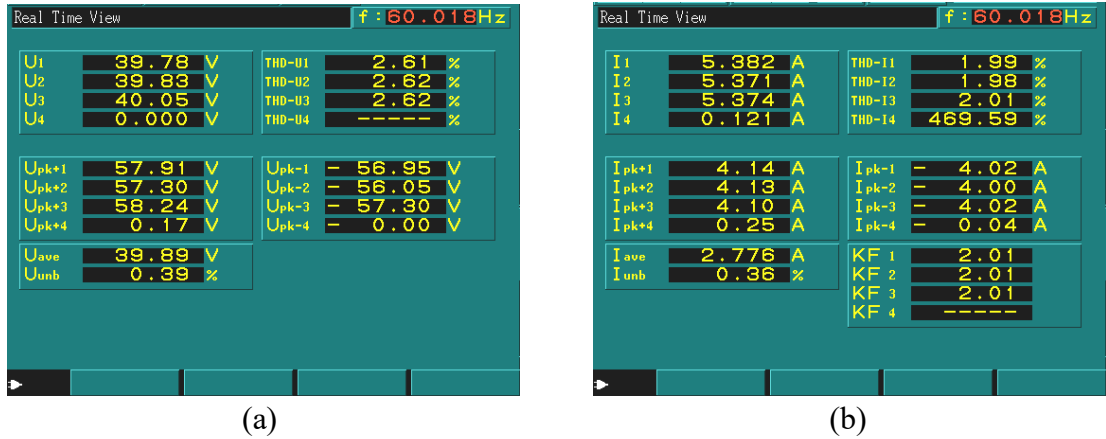 Real Time View f:60.018Hz
U1 39.78 V THD-U1 2.61 %
U2 39.83 V THD-U2 2.62 %
U3 40.05 V THD-U3 2.62 %
U4 0.000 V THD-U4 ----- %
Upk+1 57.91 V Upk-1 - 56.95 V
Upk+2 57.30 V Upk-2 - 56.05 V
Upk+3 58.24 V Upk-3 - 57.30 V
Upk+4 0.17 V Upk-4 - 0.00 V
Uave 39.89 V
Uunb 0.39 %
(a)
Real Time View f:60.018Hz
I1 5.382 A THD-I1 1.99 %
I2 5.371 A THD-I2 1.98 %
I3 5.374 A THD-I3 2.01 %
I4 0.121 A THD-I4 469.59 %
Ipk+1 4.14 A Ipk-1 - 4.02 A
Ipk+2 4.13 A Ipk-2 - 4.00 A
Ipk+3 4.10 A Ipk-3 - 4.02 A
Ipk+4 0.25 A Ipk-4 - 0.04 A
Iave 2.776 A KF 1 2.01
Iunb 0.36 % KF 2 2.01
KF 3 2.01
KF 4 -----
(b)